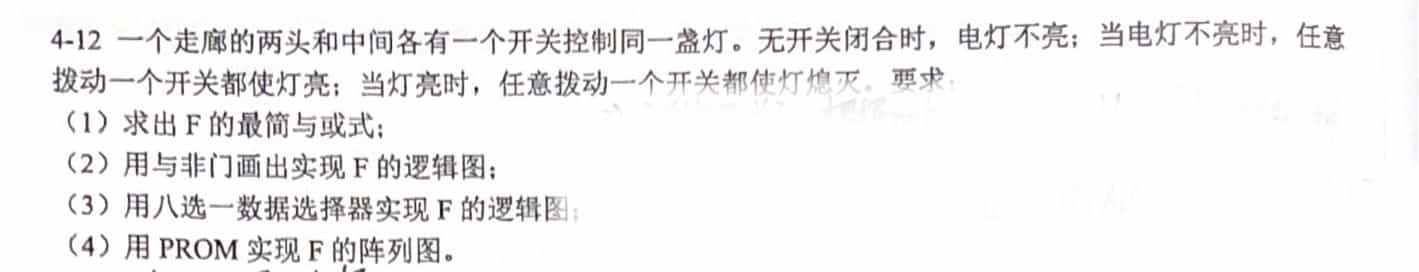 4-12 一个走廊的两头和中间各有一个开关控制同一盏灯。无开关闭合时，电灯不亮；当电灯不亮时，任意
拨动一个开关都使灯亮；当灯亮时，任意拨动一个开关都使灯熄灭。要求：
（1）求出 F 的最简与或式；
（2）用与非门画出实现 F 的逻辑图；
（3）用八选一数据选择器实现 F 的逻辑图；
（4）用 PROM 实现 F 的阵列图。